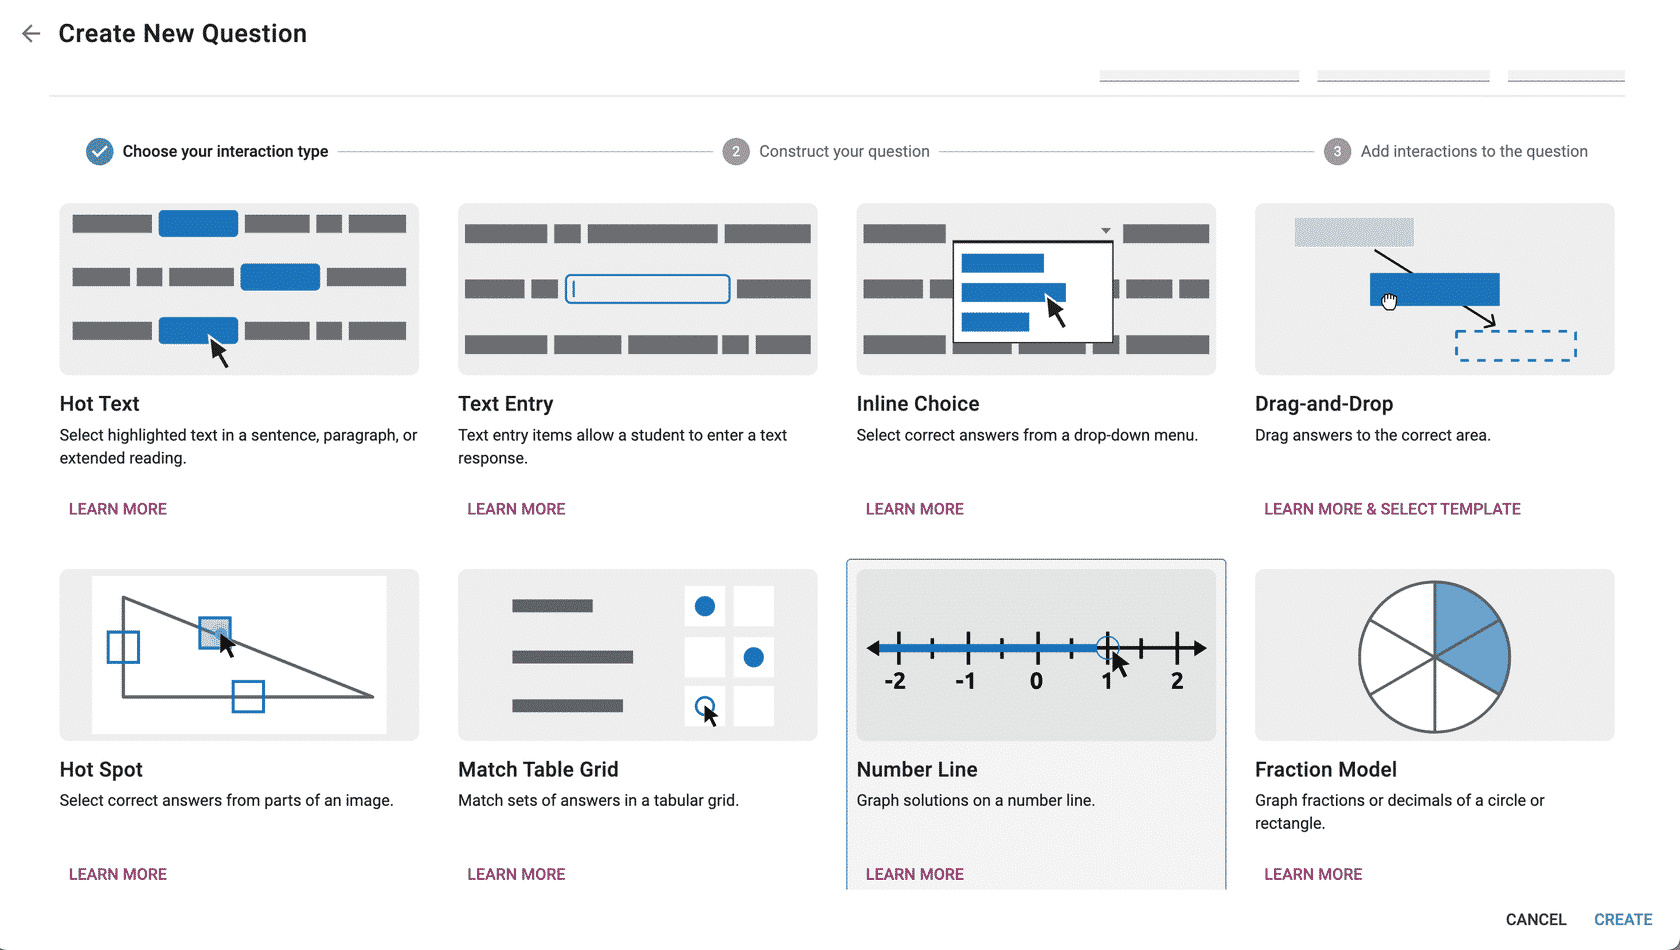 Create New Question
Choose your interaction type
2 Construct your question
3 Add interactions to the question
Hot Text
Select highlighted text in a sentence, paragraph, or
extended reading.
LEARN MORE
Text Entry
Text entry items allow a student to enter a text
response.
LEARN MORE
Inline Choice
Select correct answers from a drop-down menu.
LEARN MORE
Drag-and-Drop
Drag answers to the correct area.
LEARN MORE & SELECT TEMPLATE
Hot Spot
Select correct answers from parts of an image.
LEARN MORE
Match Table Grid
Match sets of answers in a tabular grid.
LEARN MORE
-2 -1 0 1 2
Number Line
Graph solutions on a number line.
LEARN MORE
Fraction Model
Graph fractions or decimals of a circle or
rectangle.
LEARN MORE
CANCEL CREATE